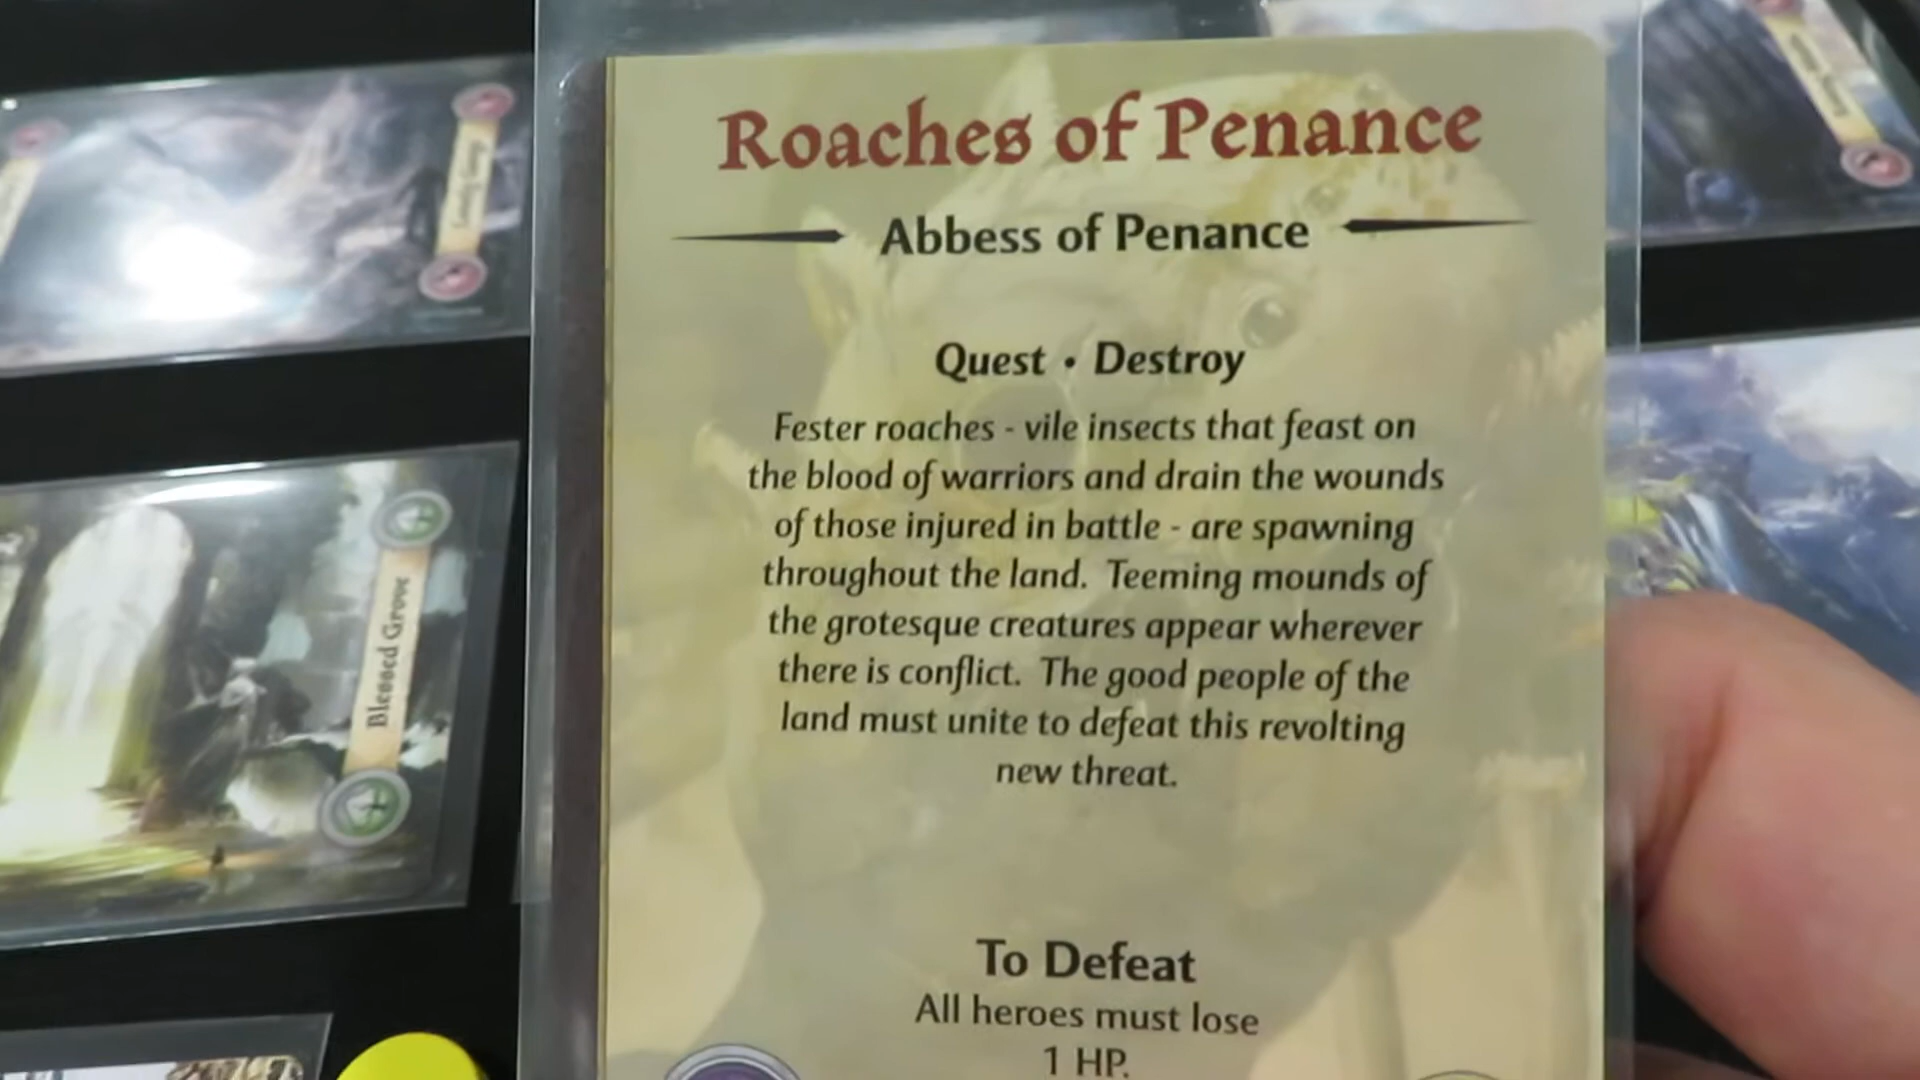 Roaches of Penance
Abbess of Penance
Quest • Destroy
Fester roaches - vile insects that feast on
the blood of warriors and drain the wounds
of those injured in battle - are spawning
throughout the land. Teeming mounds of
the grotesque creatures appear wherever
there is conflict. The good people of the
land must unite to defeat this revolting
new threat.
To Defeat
All heroes must lose
1 HP.
Blessed Grove